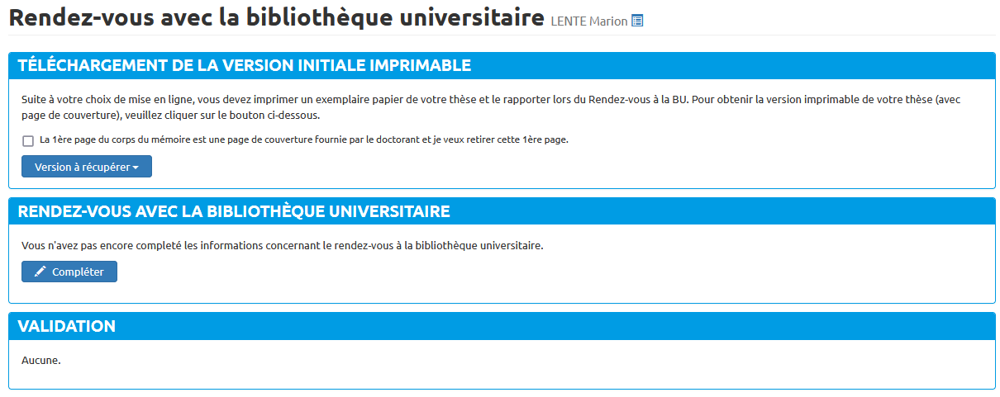 Rendez-vous avec la bibliothèque universitaire LENTE Marion
TÉLÉCHARGEMENT DE LA VERSION INITIALE IMPRIMABLE
Suite à votre choix de mise en ligne, vous devez imprimer un exemplaire papier de votre thèse et le rapporter lors du Rendez-vous à la BU. Pour obtenir la version imprimable de votre thèse (avec
page de couverture), veuillez cliquer sur le bouton ci-dessous.
La 1ère page du corps du mémoire est une page de couverture fournie par le doctorant et je veux retirer cette 1ère page.
Version à récupérer
RENDEZ-VOUS AVEC LA BIBLIOTHÈQUE UNIVERSITAIRE
Vous n'avez pas encore completé les informations concernant le rendez-vous à la bibliothèque universitaire.
Compléter
VALIDATION
Aucune.